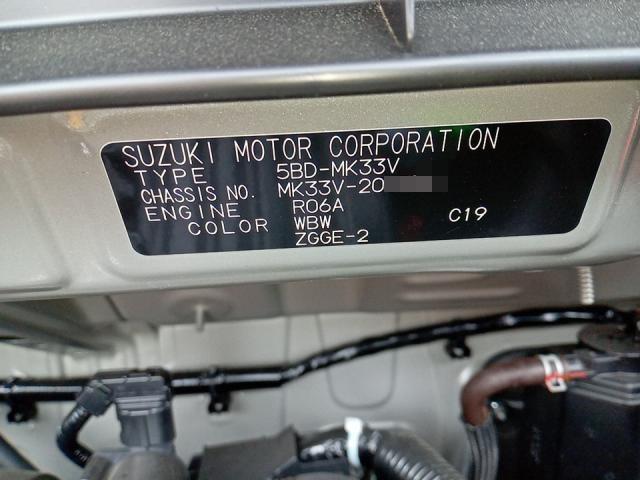 SUZUKI MOTOR CORPORATION
TYPE 5BD-MK33V
CHASSIS NO. MK33V-20
ENGINE R06A
COLOR WBW C19
ZGGE-2